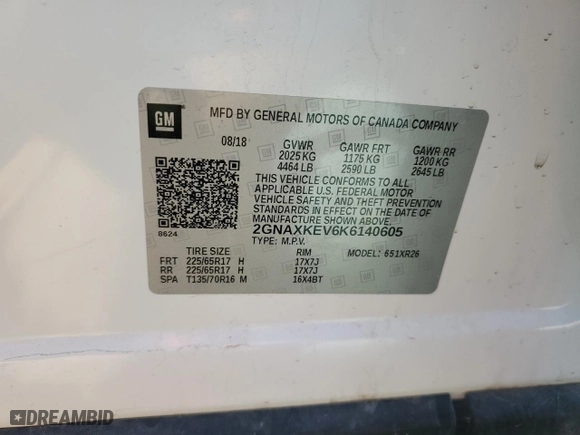 GM
MFD BY GENERAL MOTORS OF CANADA COMPANY
08/18 GVWR GAWR FRT GAWR RR
2025 KG 1175 KG 1200 KG
4464 LB 2590 LB 2645 LB
THIS VEHICLE CONFORMS TO ALL
APPLICABLE U.S. FEDERAL MOTOR
VEHICLE SAFETY AND THEFT PREVENTION
STANDARDS IN EFFECT ON THE DATE OF
MANUFACTURE SHOWN ABOVE.
2GNAXKEV6K6140605
8624 TYPE: M.P.V.
TIRE SIZE RIM MODEL: 651XR26
FRT 225/65R17 H 17X7J
RR 225/65R17 H 17X7J
SPA T135/70R16 M 16X4BT
DREAMBID